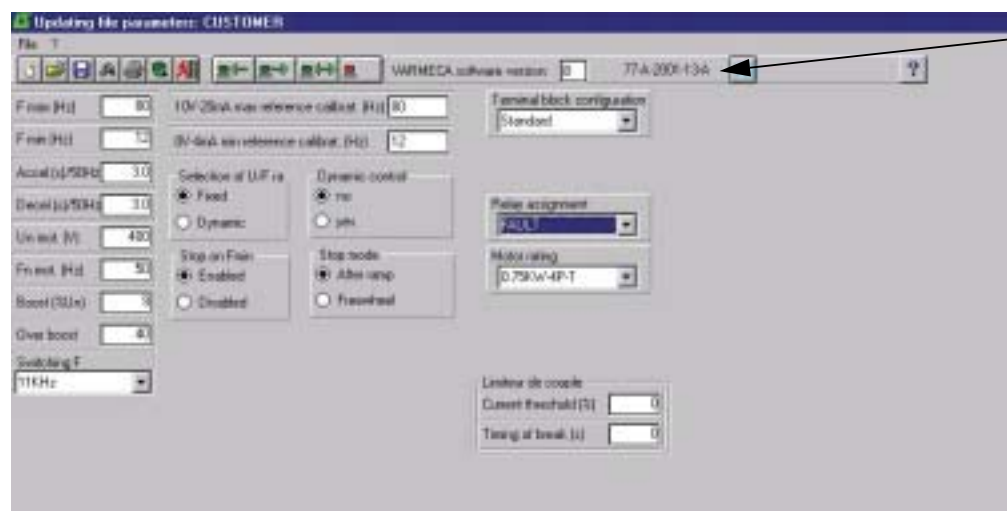 Updating file parameters: CUSTOMER
File ?
VARMECA software version: 8 77-A-2801-13-A ?
F max (Hz) 80
10V-20mA max reference calibrat. (Hz) 80
Terminal block configuration
Standard
F min (Hz) 12
0V-4mA min reference calibrat. (Hz) 12
Accel (s)/50Hz 3.0
Decel (s)/50Hz 3.0
Un mot. (V) 400
Fn mot. (Hz) 50
Boost (%Un)
Over boost 40
Switching F
11KHz
Selection of U/F ra
Fixed
Dynamic
Dynamic control
no
yes
Stop on Fmin
Enabled
Disabled
Stop mode
After ramp
Freewheel
Relay assignment
FAULT
Motor rating
0.75KW-4P-T
Limiteur de couple
Current threshold (%) 0
Timing of break (s) 0